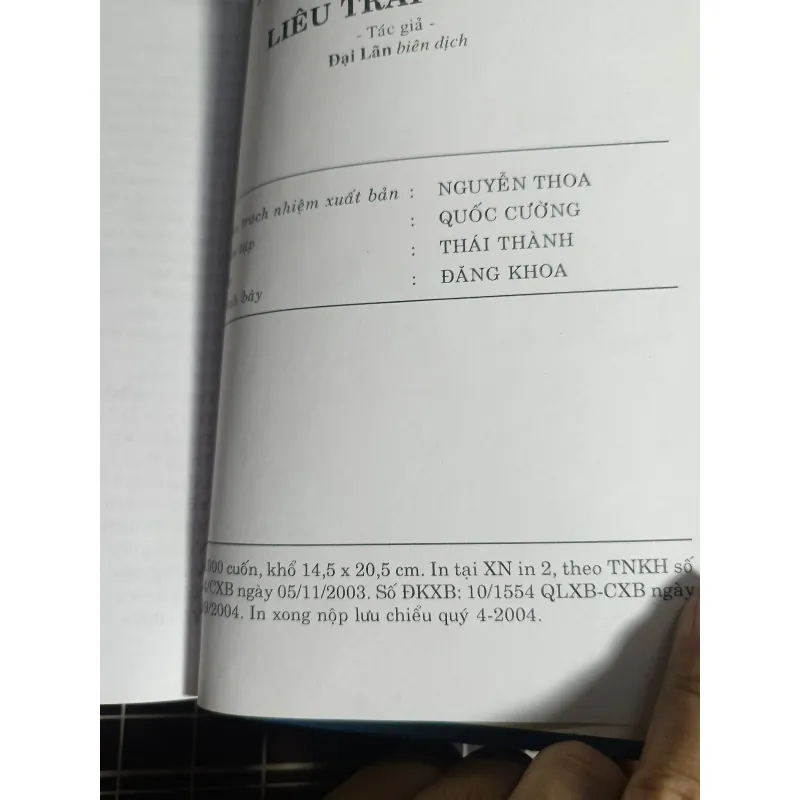 LIÊU TRAI
- Tác giả -
Đại Lãn biên dịch
trách nhiệm xuất bản : NGUYỄN THOA
tập : QUỐC CƯỜNG
: THÁI THÀNH
bày : ĐĂNG KHOA
000 cuốn, khổ 14,5 x 20,5 cm. In tại XN in 2, theo TNKH số
/CXB ngày 05/11/2003. Số ĐKXB: 10/1554 QLXB-CXB ngày
/2004. In xong nộp lưu chiểu quý 4-2004.